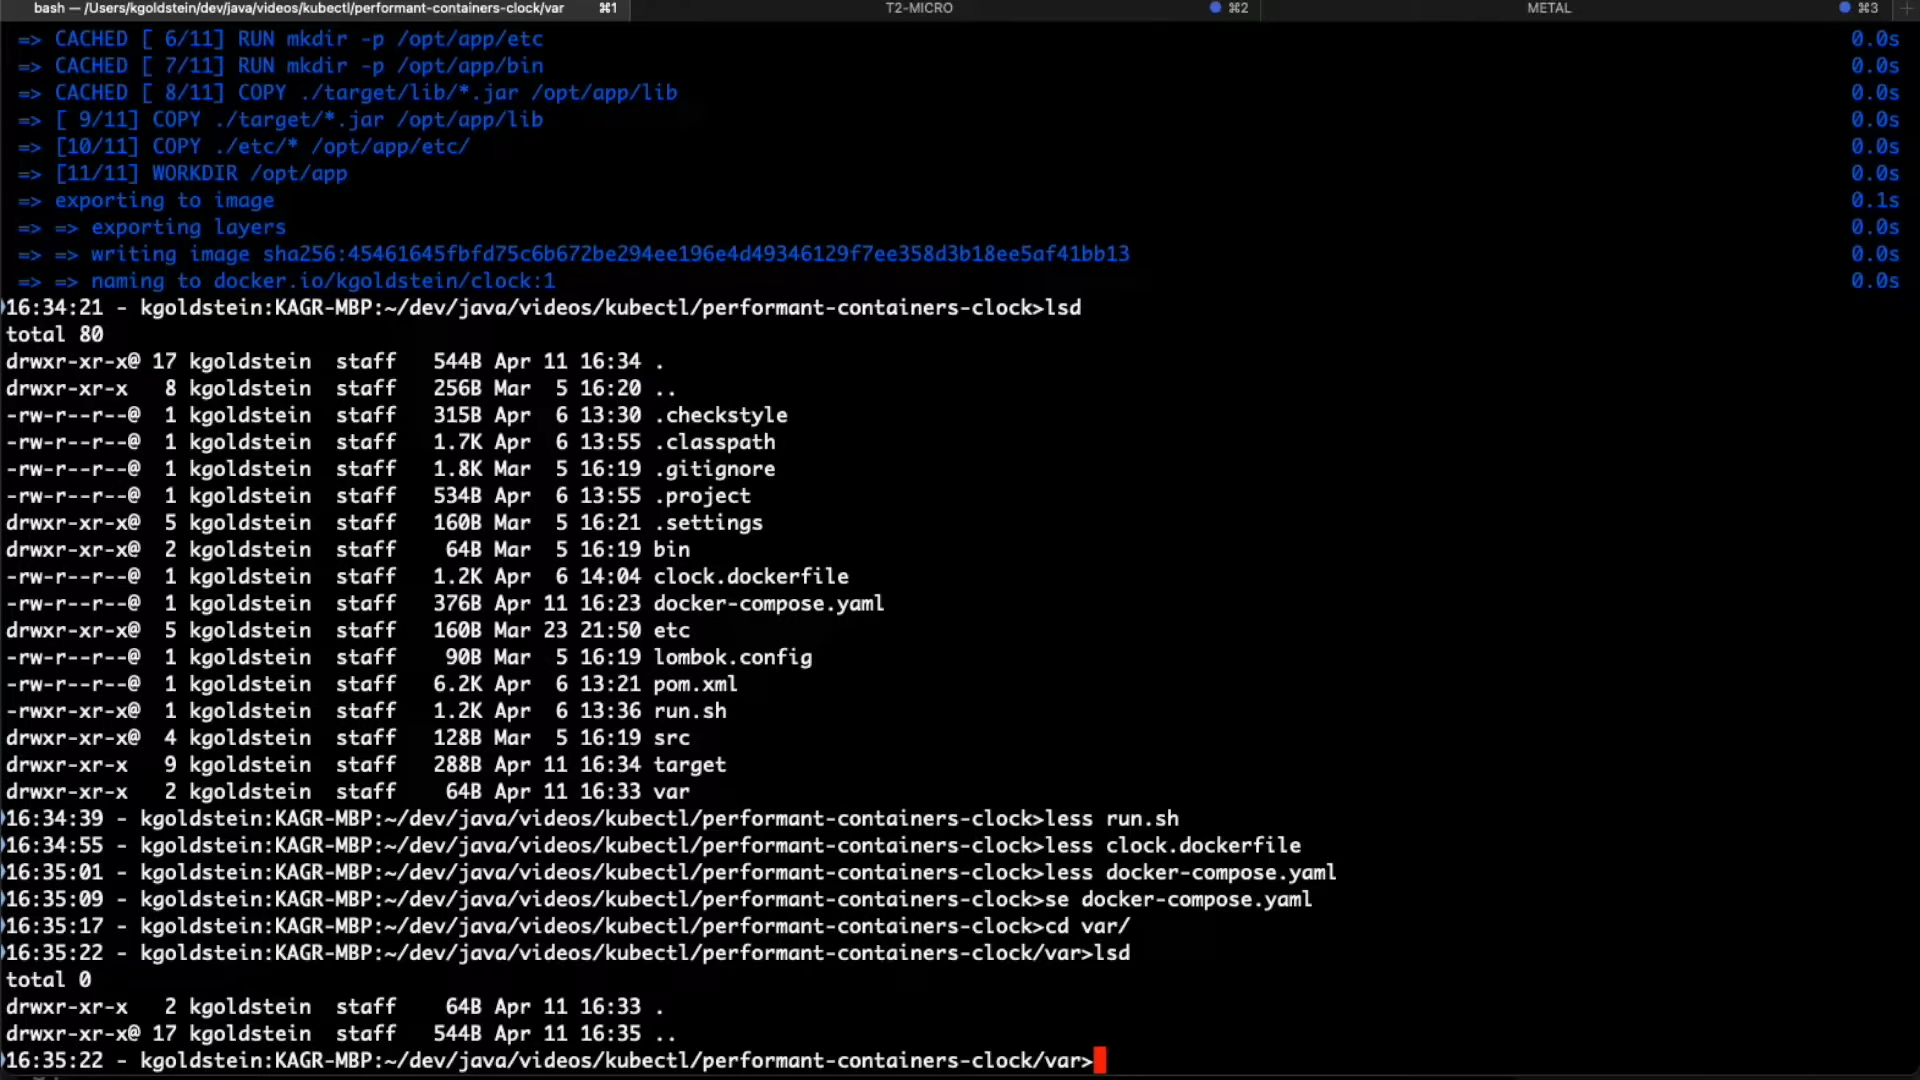 bash — /Users/kgoldstein/dev/java/videos/kubectl/performant-containers-clock/var ⌘1 T2-MICRO ⌘2 METAL ⌘3 +
=> CACHED [ 6/11] RUN mkdir -p /opt/app/etc 0.0s
=> CACHED [ 7/11] RUN mkdir -p /opt/app/bin 0.0s
=> CACHED [ 8/11] COPY ./target/lib/*.jar /opt/app/lib 0.0s
=> [ 9/11] COPY ./target/*.jar /opt/app/lib 0.0s
=> [10/11] COPY ./etc/* /opt/app/etc/ 0.0s
=> [11/11] WORKDIR /opt/app 0.0s
=> exporting to image 0.1s
=> => exporting layers 0.0s
=> => writing image sha256:45461645fbfd75c6b672be294ee196e4d49346129f7ee358d3b18ee5af41bb13 0.0s
=> => naming to docker.io/kgoldstein/clock:1 0.0s
16:34:21 - kgoldstein:KAGR-MBP:~/dev/java/videos/kubectl/performant-containers-clock>lsd
total 80
drwxr-xr-x@ 17 kgoldstein  staff   544B Apr 11 16:34 .
drwxr-xr-x   8 kgoldstein  staff   256B Mar  5 16:20 ..
-rw-r--r--@  1 kgoldstein  staff   315B Apr  6 13:30 .checkstyle
-rw-r--r--@  1 kgoldstein  staff   1.7K Apr  6 13:55 .classpath
-rw-r--r--@  1 kgoldstein  staff   1.8K Mar  5 16:19 .gitignore
-rw-r--r--@  1 kgoldstein  staff   534B Apr  6 13:55 .project
drwxr-xr-x@  5 kgoldstein  staff   160B Mar  5 16:21 .settings
drwxr-xr-x@  2 kgoldstein  staff    64B Mar  5 16:19 bin
-rw-r--r--@  1 kgoldstein  staff   1.2K Apr  6 14:04 clock.dockerfile
-rw-r--r--@  1 kgoldstein  staff   376B Apr 11 16:23 docker-compose.yaml
drwxr-xr-x@  5 kgoldstein  staff   160B Mar 23 21:50 etc
-rw-r--r--@  1 kgoldstein  staff    90B Mar  5 16:19 lombok.config
-rw-r--r--@  1 kgoldstein  staff   6.2K Apr  6 13:21 pom.xml
-rwxr-xr-x@  1 kgoldstein  staff   1.2K Apr  6 13:36 run.sh
drwxr-xr-x@  4 kgoldstein  staff   128B Mar  5 16:19 src
drwxr-xr-x   9 kgoldstein  staff   288B Apr 11 16:34 target
drwxr-xr-x   2 kgoldstein  staff    64B Apr 11 16:33 var
16:34:39 - kgoldstein:KAGR-MBP:~/dev/java/videos/kubectl/performant-containers-clock>less run.sh
16:34:55 - kgoldstein:KAGR-MBP:~/dev/java/videos/kubectl/performant-containers-clock>less clock.dockerfile
16:35:01 - kgoldstein:KAGR-MBP:~/dev/java/videos/kubectl/performant-containers-clock>less docker-compose.yaml
16:35:09 - kgoldstein:KAGR-MBP:~/dev/java/videos/kubectl/performant-containers-clock>se docker-compose.yaml
16:35:17 - kgoldstein:KAGR-MBP:~/dev/java/videos/kubectl/performant-containers-clock>cd var/
16:35:22 - kgoldstein:KAGR-MBP:~/dev/java/videos/kubectl/performant-containers-clock/var>lsd
total 0
drwxr-xr-x   2 kgoldstein  staff    64B Apr 11 16:33 .
drwxr-xr-x@ 17 kgoldstein  staff   544B Apr 11 16:35 ..
16:35:22 - kgoldstein:KAGR-MBP:~/dev/java/videos/kubectl/performant-containers-clock/var>